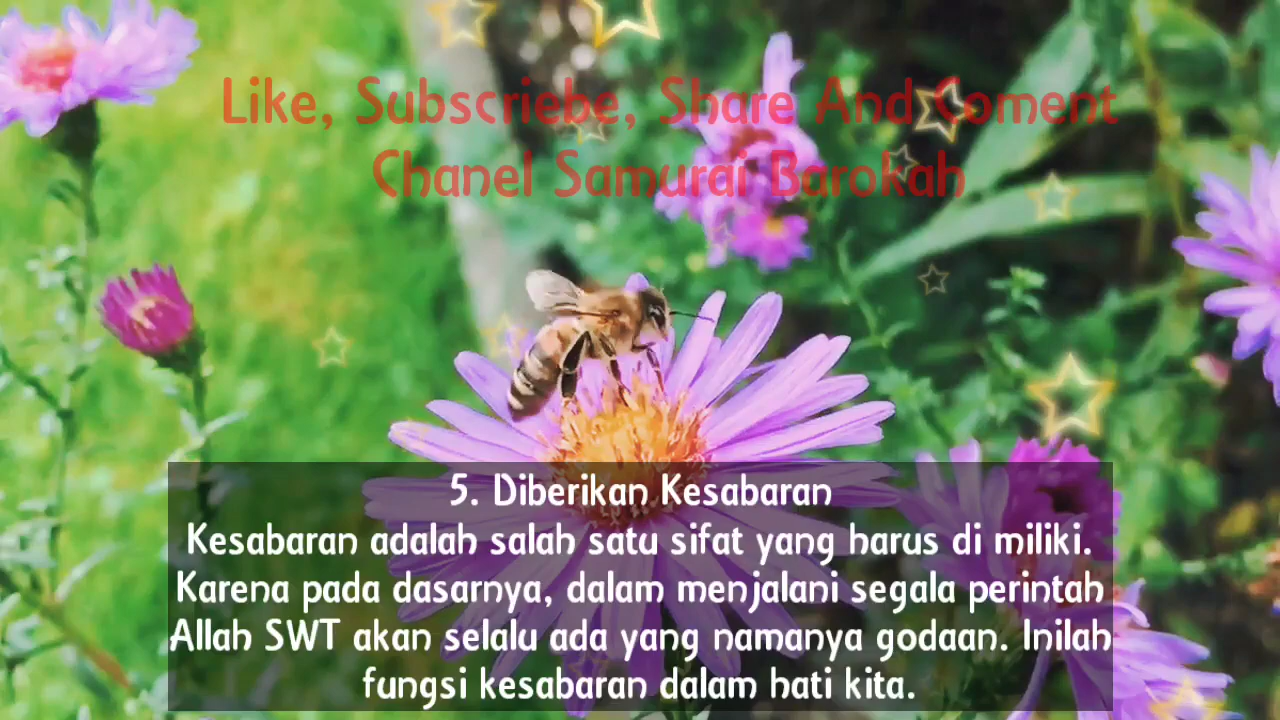 Like, Subscriebe, Share And Coment
Chanel Samurai Barokah
5. Diberikan Kesabaran
Kesabaran adalah salah satu sifat yang harus di miliki.
Karena pada dasarnya, dalam menjalani segala perintah
Allah SWT akan selalu ada yang namanya godaan. Inilah
fungsi kesabaran dalam hati kita.